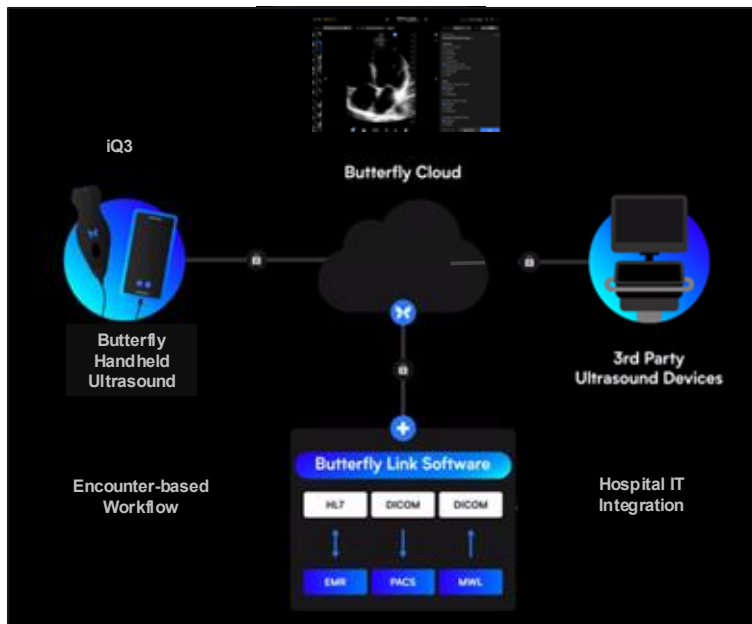 iQ3
Butterfly Cloud
Butterfly
Handheld
Ultrasound
3rd Party
Ultrasound Devices
Butterfly Link Software
HL7
DICOM
DICOM
EMR
PACS
MWL
Encounter-based
Workflow
Hospital IT
Integration